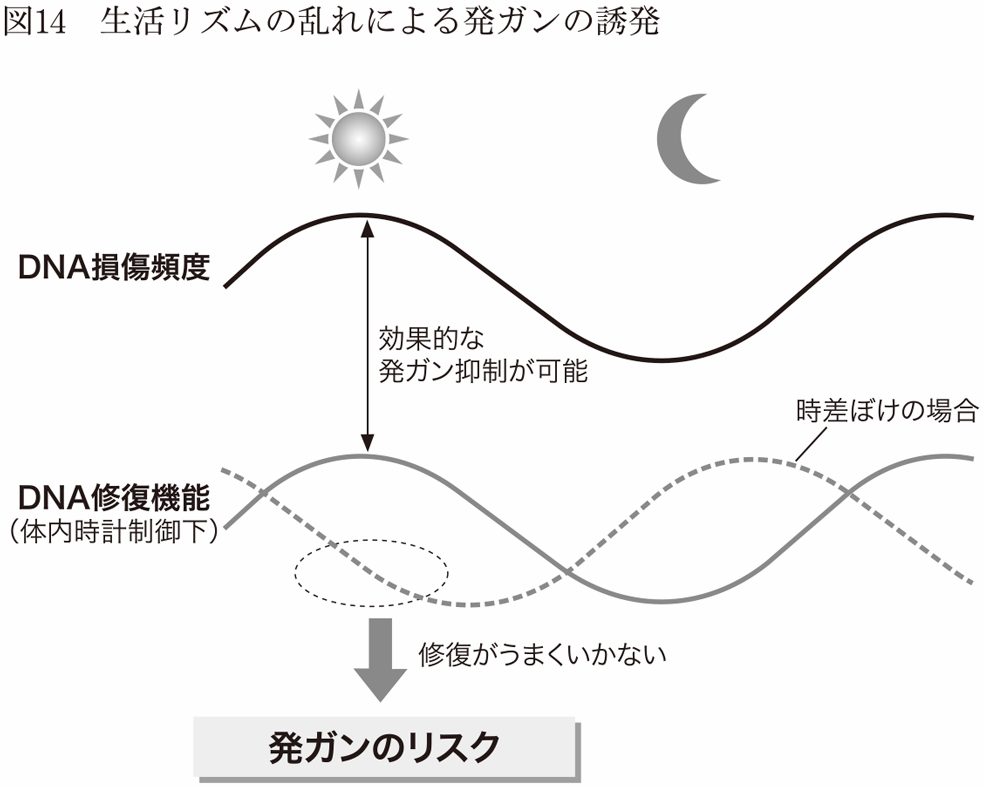 図14 生活リズムの乱れによる発ガンの誘発
DNA損傷頻度
効果的な
発ガン抑制が可能
時差ぼけの場合
DNA修復機能
（体内時計制御下）
修復がうまくいかない
発ガンのリスク